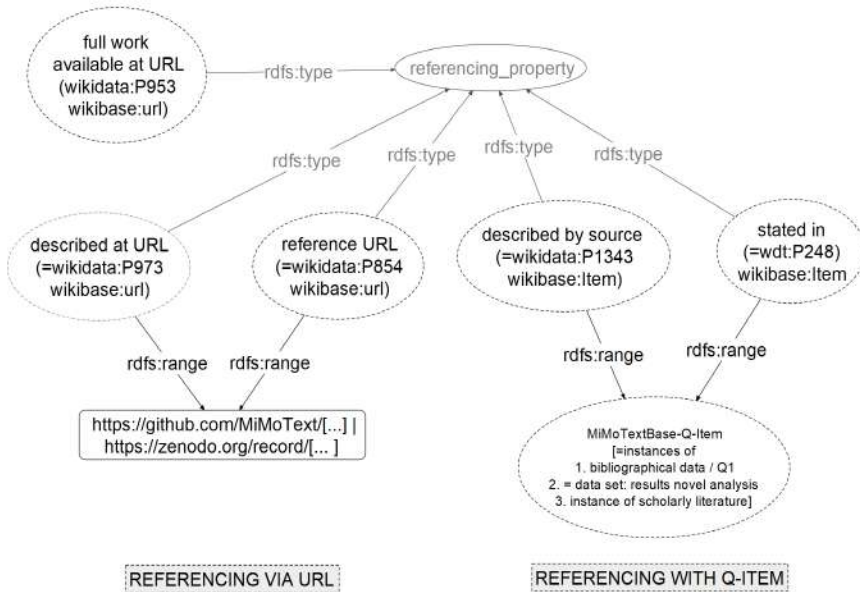 full work
available at URL
(wikidata:P953
wikibase:url)
rdfs:type
referencing_property
rdfs:type
rdfs:type
rdfs:type
rdfs:type
described at URL
(=wikidata:P973
wikibase:url)
reference URL
(=wikidata:P854
wikibase:url)
described by source
(=wikidata:P1343
wikibase:Item)
stated in
(=wdt:P248)
wikibase:Item
rdfs:range
rdfs:range
rdfs:range
rdfs:range
https://github.com/MiMoText/[...] |
https://zenodo.org/record/[... ]
MiMoTextBase-Q-Item
[=instances of
1. bibliographical data / Q1
2. = data set: results novel analysis
3. instance of scholarly literature]
REFERENCING VIA URL
REFERENCING WITH Q-ITEM